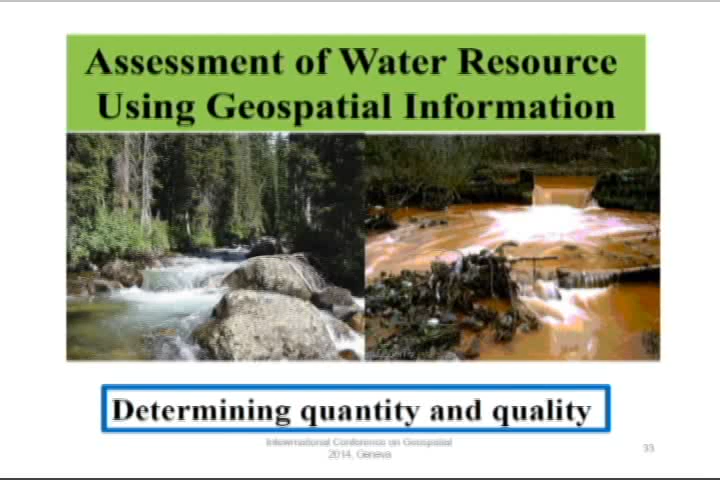 Assessment of Water Resource
Using Geospatial Information
Determining quantity and quality
International Conference on Geospatial
2014, Geneva
33